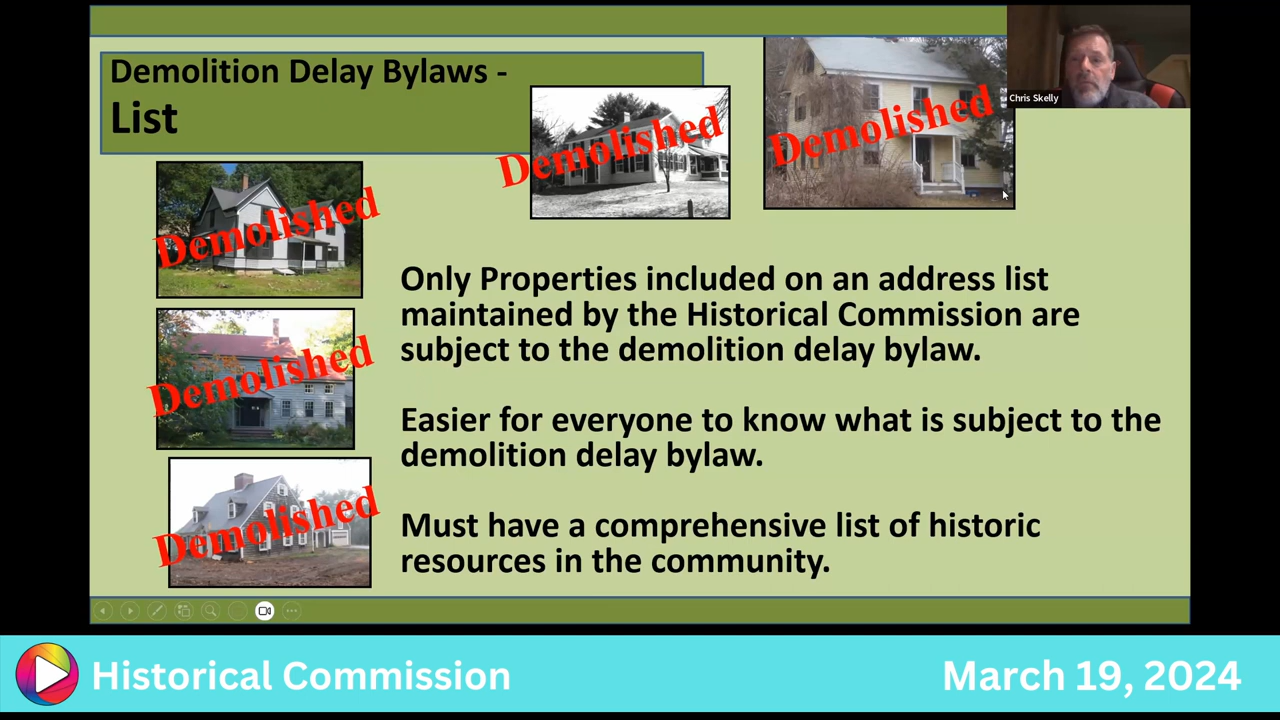 Demolition Delay Bylaws -
List
Demolished
Demolished
Chris Skelly
Demolished
Demolished
Demolished
Only Properties included on an address list
maintained by the Historical Commission are
subject to the demolition delay bylaw.
Easier for everyone to know what is subject to the
demolition delay bylaw.
Must have a comprehensive list of historic
resources in the community.
Historical Commission
March 19, 2024